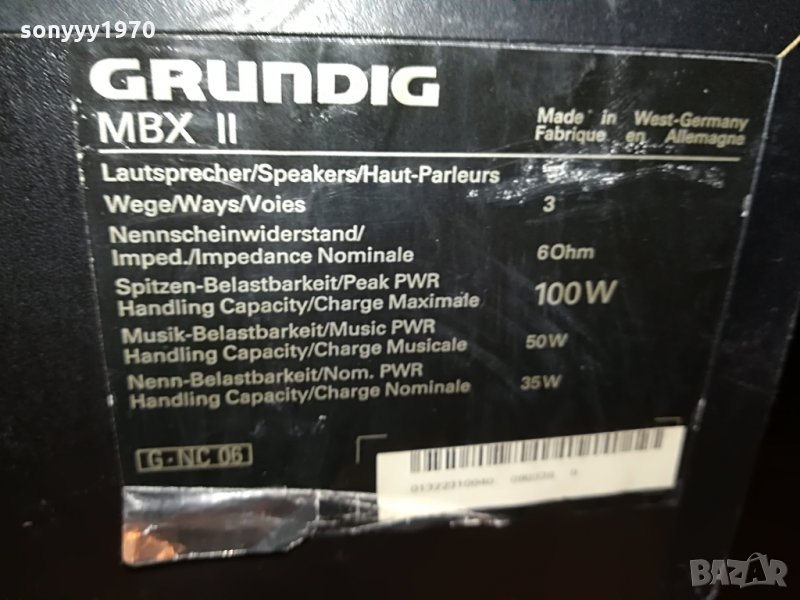 sonyyy1970
GRUNDIG
MBX II
Made in West-Germany
Fabrique en Allemagne
Lautsprecher/Speakers/Haut-Parleurs
Wege/Ways/Voies 3
Nennscheinwiderstand/
Imped./Impedance Nominale 6Ohm
Spitzen-Belastbarkeit/Peak PWR
Handling Capacity/Charge Maximale 100W
Musik-Belastbarkeit/Music PWR
Handling Capacity/Charge Musicale 50W
Nenn-Belastbarkeit/Nom. PWR
Handling Capacity/Charge Nominale 35W
G-NC 06
01322310040
BAZAR